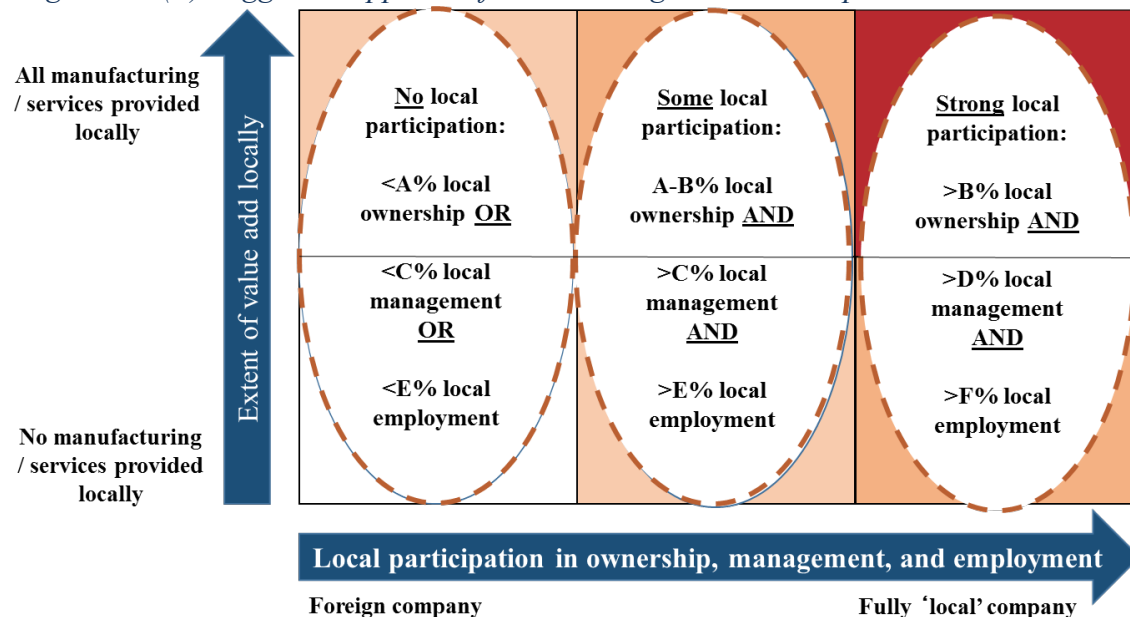 All manufacturing
/ services provided
locally
No manufacturing
/ services provided
locally
Extent of value add locally
No local
participation:
<A% local
ownership OR
<C% local
management
OR
<E% local
employment
Some local
participation:
A-B% local
ownership AND
>C% local
management
AND
>E% local
employment
Strong local
participation:
>B% local
ownership AND
>D% local
management
AND
>F% local
employment
Local participation in ownership, management, and employment
Foreign company
Fully ‘local’ company